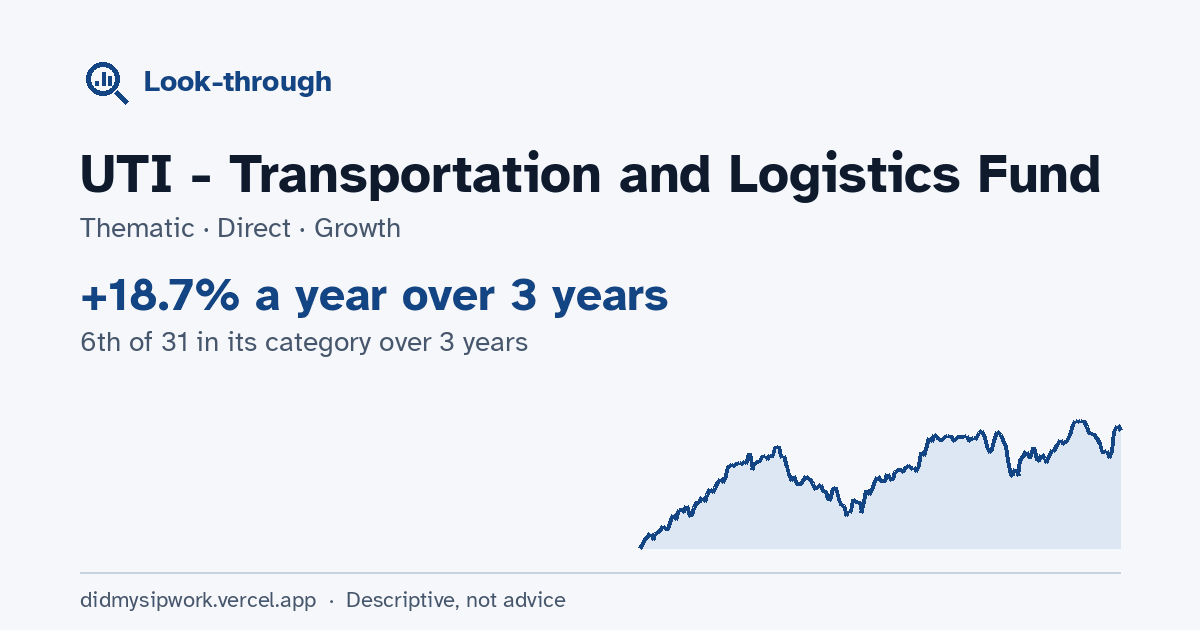 Look-through
UTI - Transportation and Logistics Fund
Thematic · Direct · Growth
+18.7% a year over 3 years
6th of 31 in its category over 3 years
didmysipwork.vercel.app · Descriptive, not advice